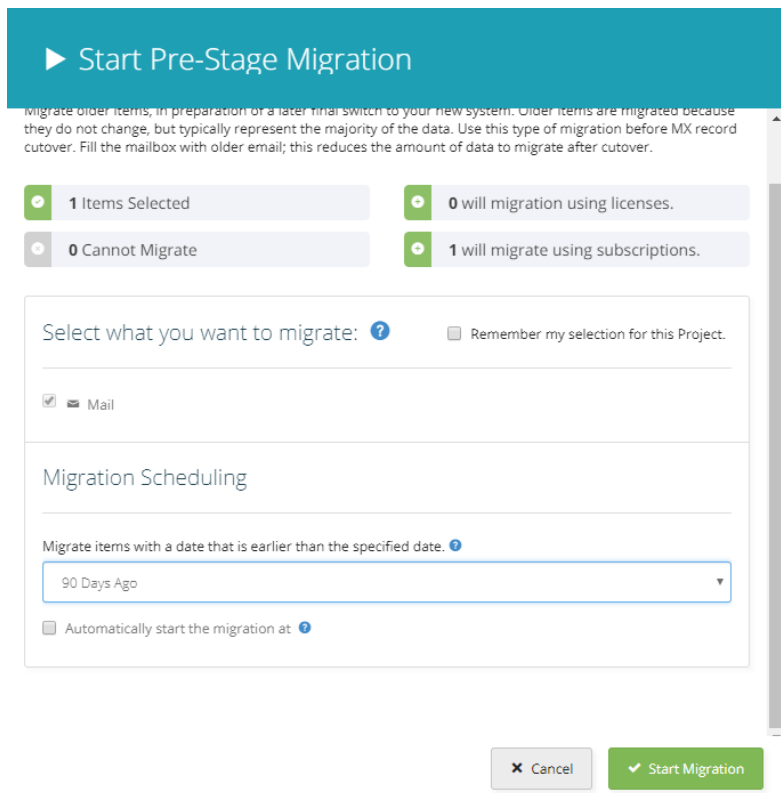 Start Pre-Stage Migration
Migrate older items, in preparation of a later final switch to your new system. Older items are migrated because
they do not change, but typically represent the majority of the data. Use this type of migration before MX record
cutover. Fill the mailbox with older email; this reduces the amount of data to migrate after cutover.
1 Items Selected
0 will migration using licenses.
0 Cannot Migrate
1 will migrate using subscriptions.
Select what you want to migrate: ?
Remember my selection for this Project.
Mail
Migration Scheduling
Migrate items with a date that is earlier than the specified date. ?
90 Days Ago
Automatically start the migration at ?
Cancel
Start Migration